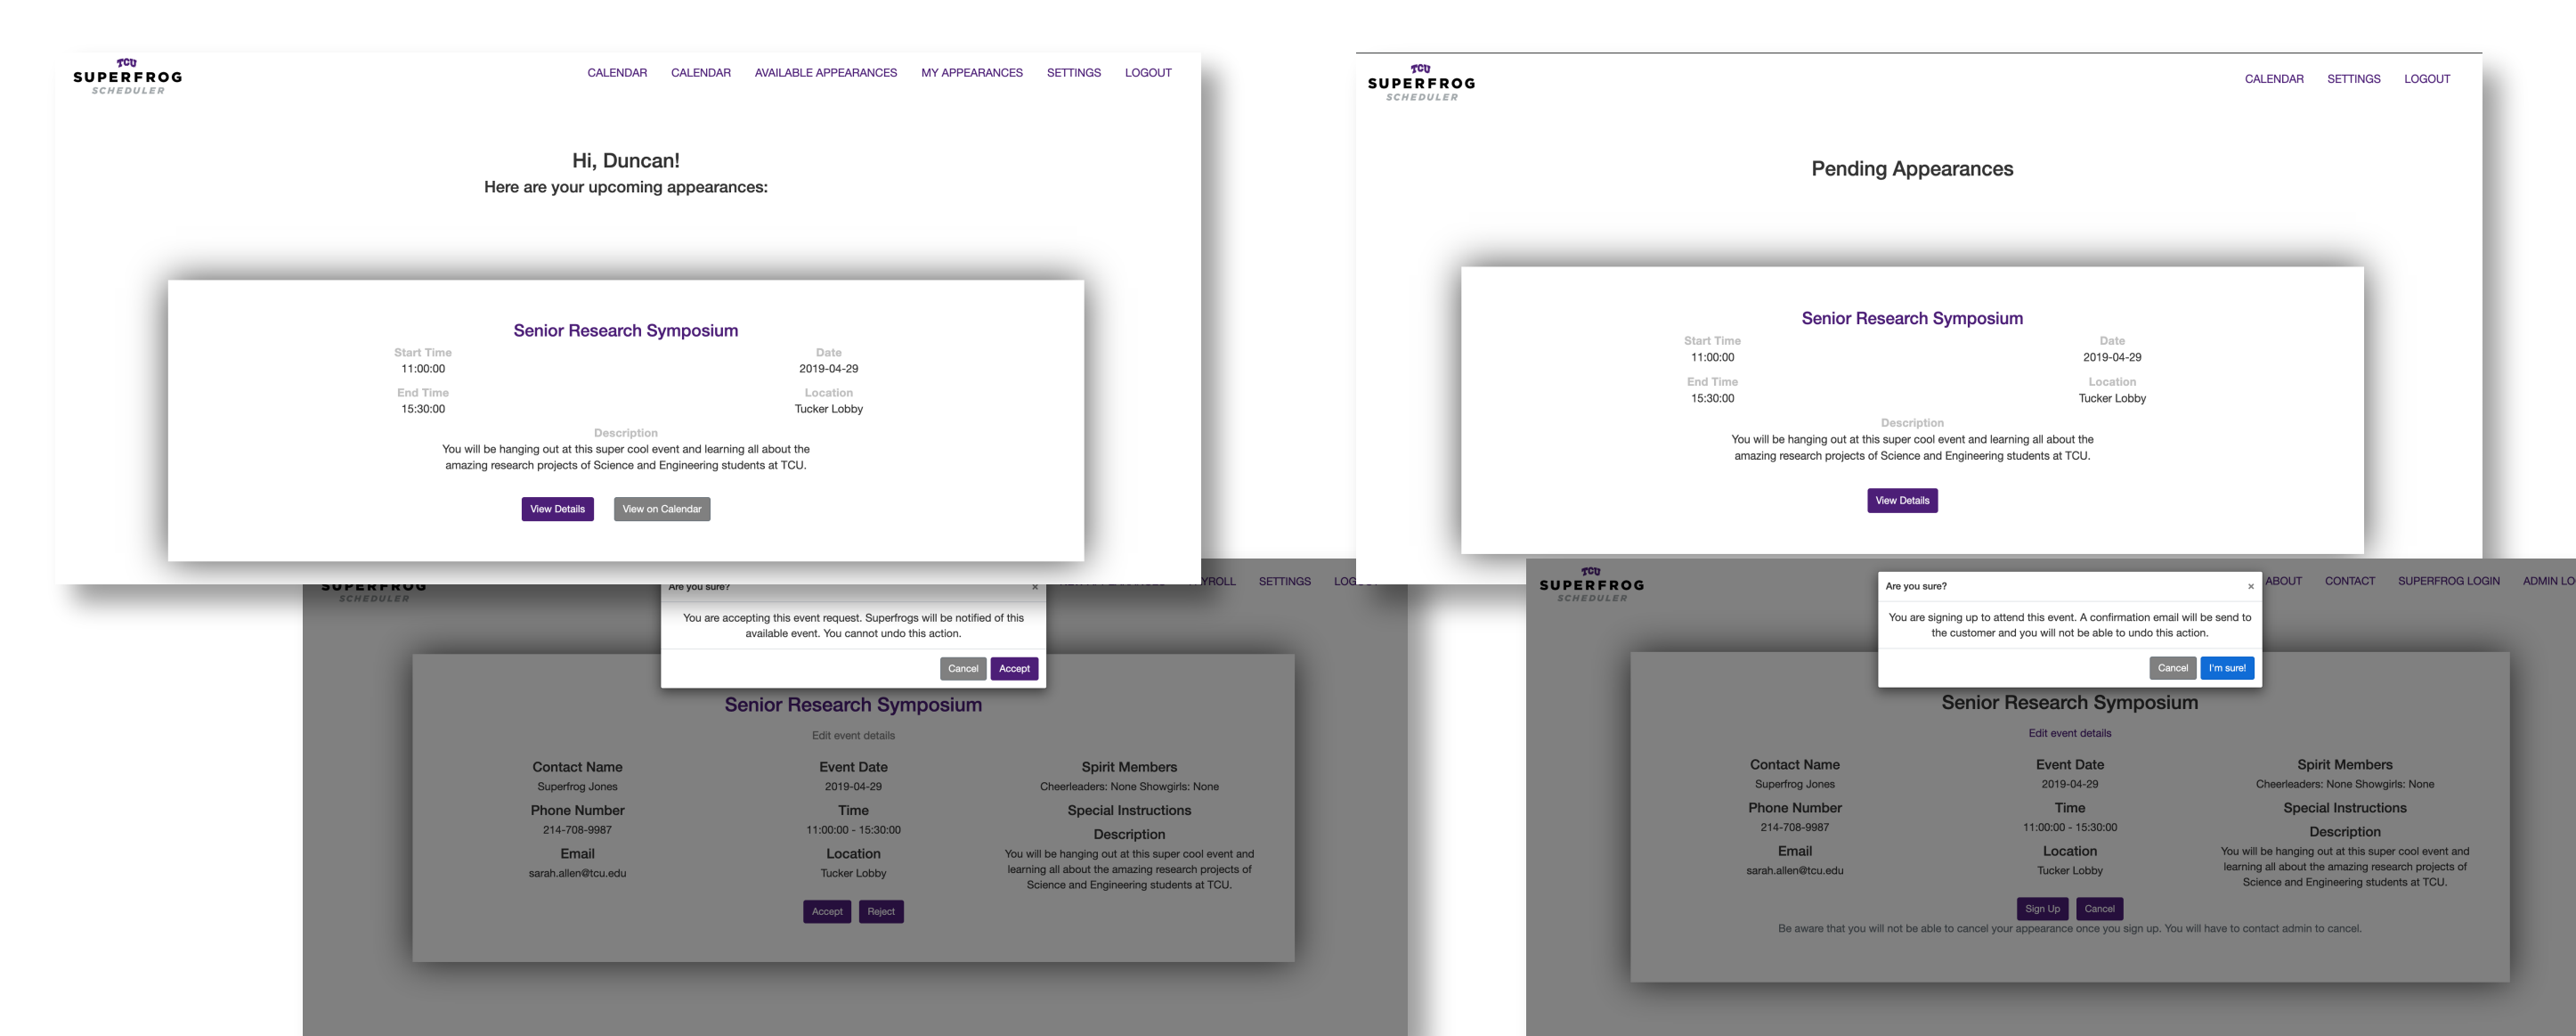 TCU
SUPERFROG
SCHEDULER
CALENDAR CALENDAR AVAILABLE APPEARANCES MY APPEARANCES SETTINGS LOGOUT
Hi, Duncan!
Here are your upcoming appearances:
Senior Research Symposium
Start Time Date
11:00:00 2019-04-29
End Time Location
15:30:00 Tucker Lobby
Description
You will be hanging out at this super cool event and learning all about the
amazing research projects of Science and Engineering students at TCU.
View Details View on Calendar
TCU
SUPERFROG
SCHEDULER
CALENDAR SETTINGS LOGOUT
Pending Appearances
Senior Research Symposium
Start Time Date
11:00:00 2019-04-29
End Time Location
15:30:00 Tucker Lobby
Description
You will be hanging out at this super cool event and learning all about the
amazing research projects of Science and Engineering students at TCU.
View Details
SUPERFROG
SCHEDULER
SETTINGS
Are you sure? ×
You are accepting this event request. Superfrogs will be notified of this
available event. You cannot undo this action.
Cancel Accept
Senior Research Symposium
Edit event details
Contact Name Event Date Spirit Members
Superfrog Jones 2019-04-29 Cheerleaders: None Showgirls: None
Phone Number Time Special Instructions
214-708-9987 11:00:00 - 15:30:00
Description
Email Location You will be hanging out at this super cool event and
sarah.allen@tcu.edu Tucker Lobby learning all about the amazing research projects of
Science and Engineering students at TCU.
Accept Reject
TCU
SUPERFROG
SCHEDULER
ABOUT CONTACT SUPERFROG LOGIN ADMIN LO
Are you sure? ×
You are signing up to attend this event. A confirmation email will be send to
the customer and you will not be able to undo this action.
Cancel I'm sure!
Senior Research Symposium
Edit event details
Contact Name Event Date Spirit Members
Superfrog Jones 2019-04-29 Cheerleaders: None Showgirls: None
Phone Number Time Special Instructions
214-708-9987 11:00:00 - 15:30:00
Description
Email Location You will be hanging out at this super cool event and
sarah.allen@tcu.edu Tucker Lobby learning all about the amazing research projects of
Science and Engineering students at TCU.
Sign Up Cancel
Be aware that you will not be able to cancel your appearance once you sign up. You will have to contact admin to cancel.